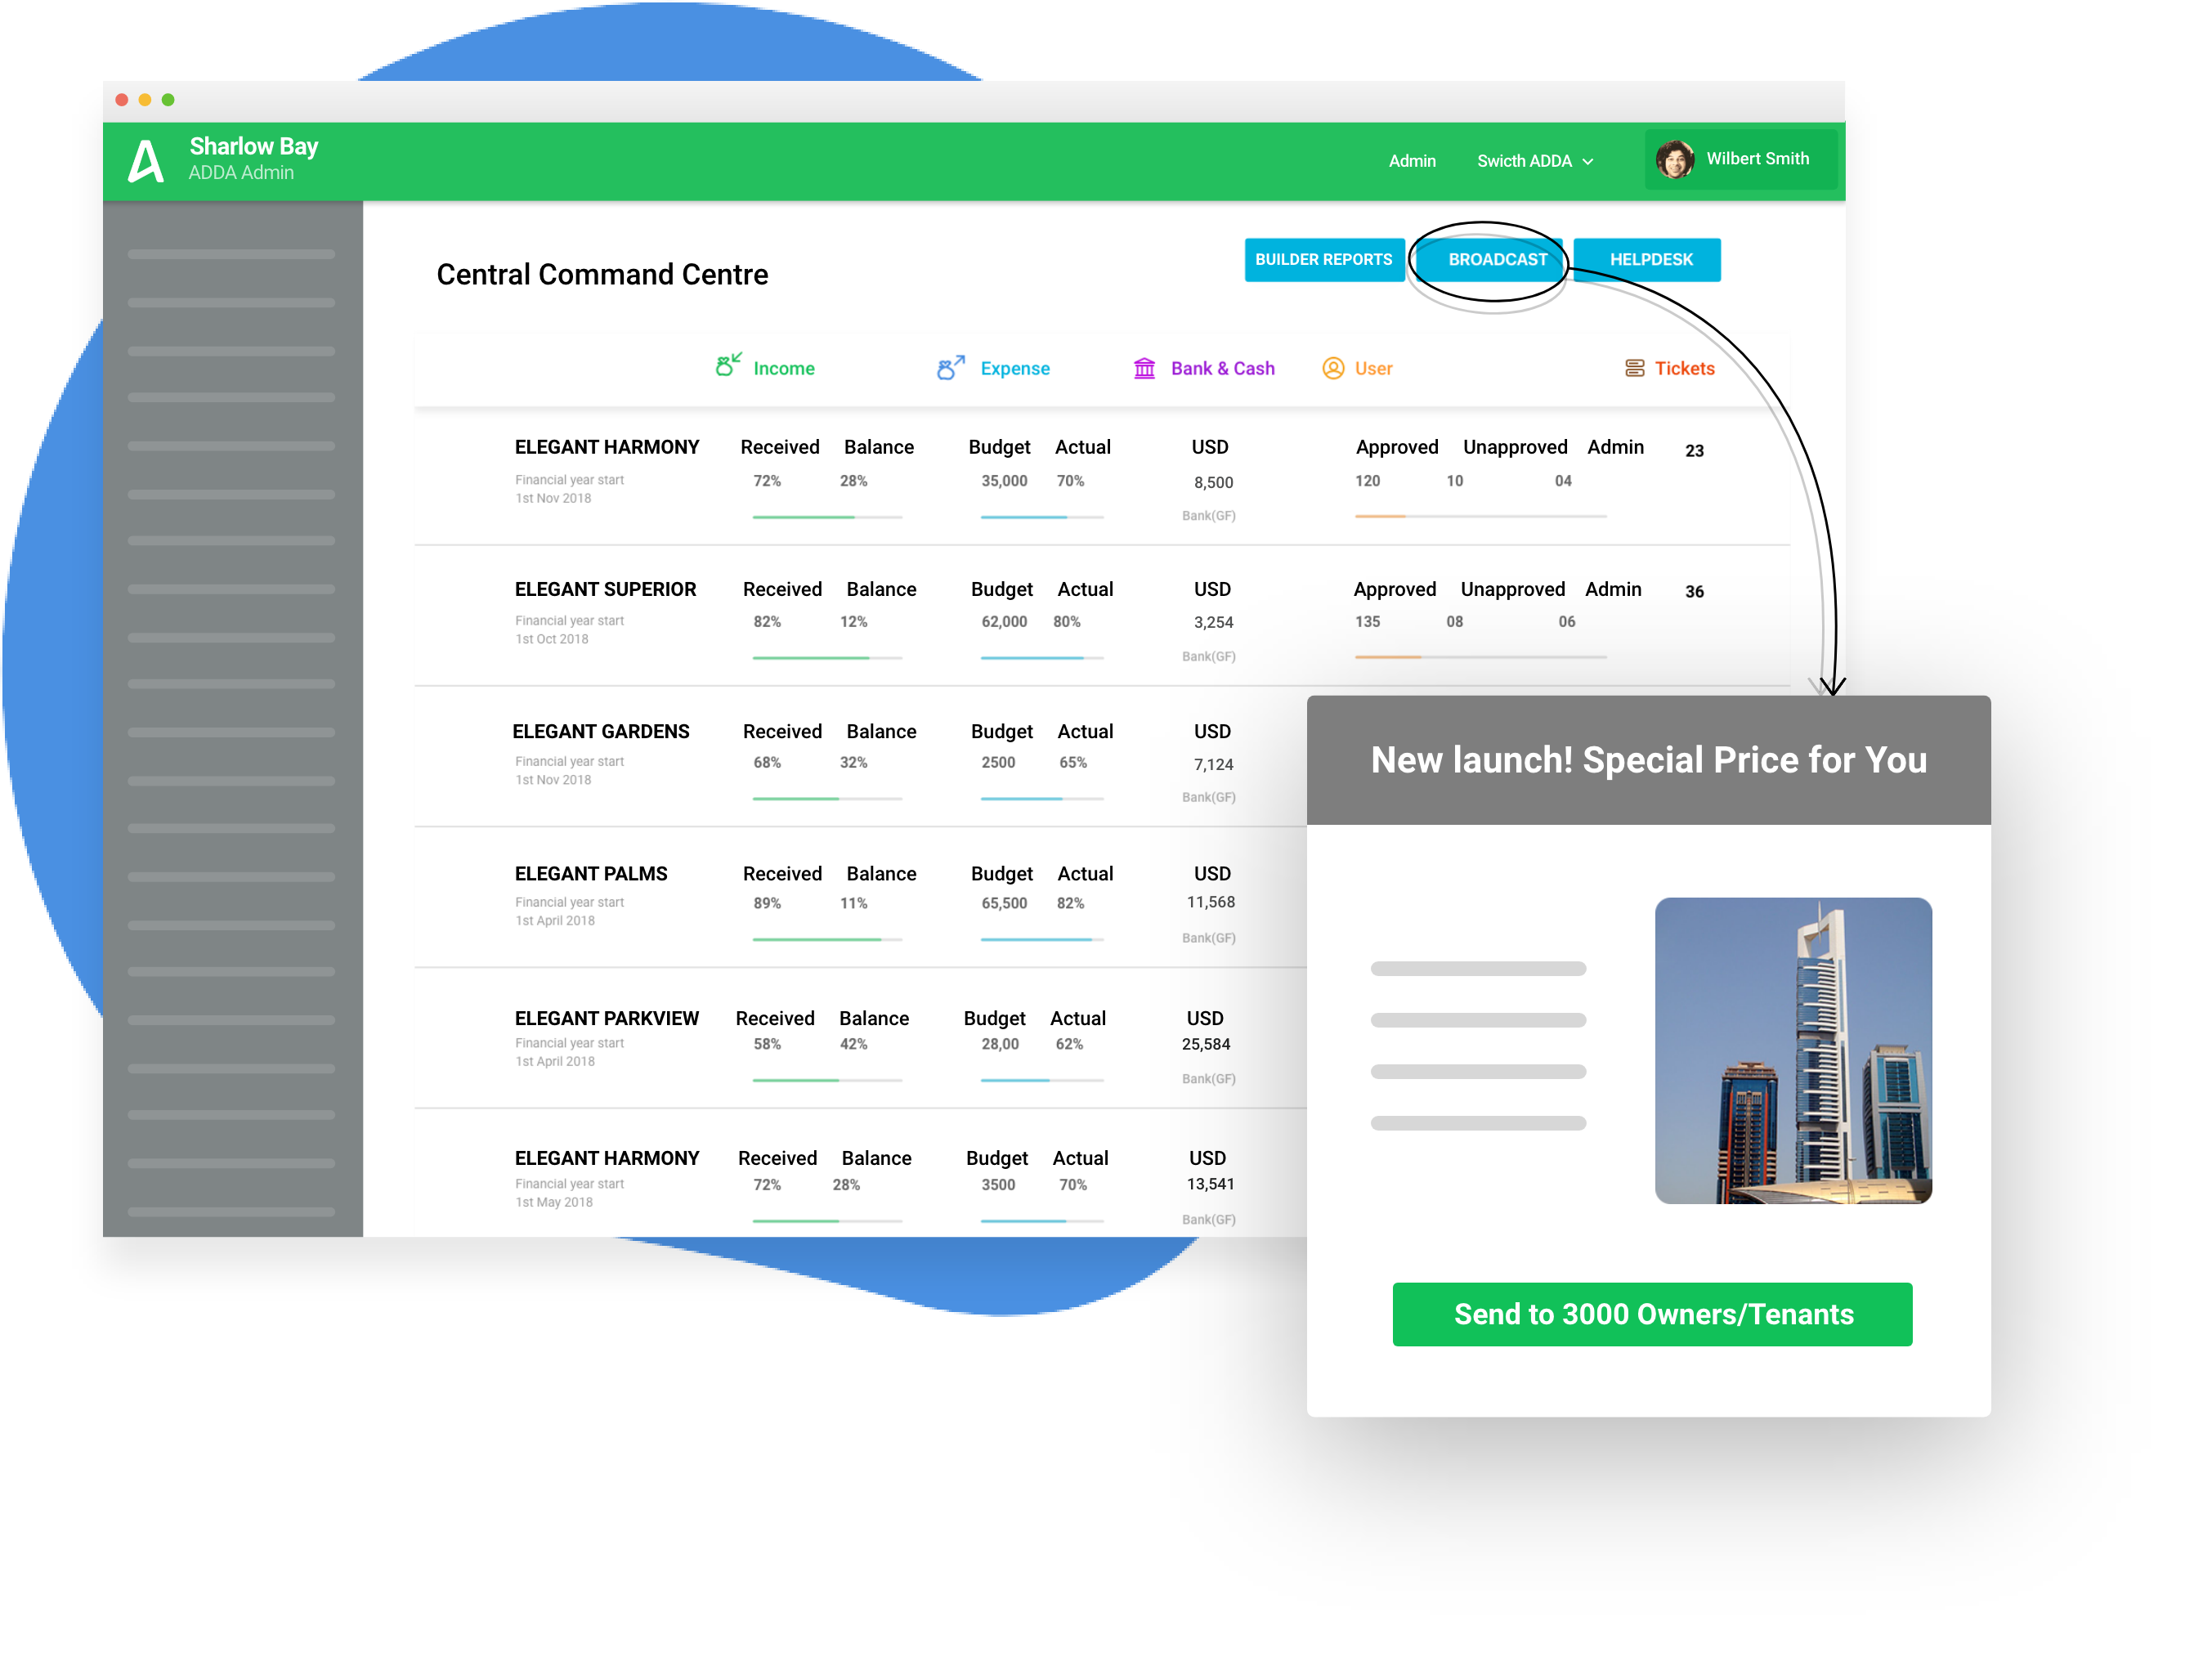 Sharlow Bay
ADDA Admin
Admin
Swicth ADDA
Wilbert Smith
Central Command Centre
BUILDER REPORTS
BROADCAST
HELPDESK
Income
Expense
Bank & Cash
User
Tickets
ELEGANT HARMONY Received Balance Budget Actual USD Approved Unapproved Admin 23
Financial year start 72% 28% 35,000 70% 8,500 120 10 04
1st Nov 2018
Bank(GF)
ELEGANT SUPERIOR Received Balance Budget Actual USD Approved Unapproved Admin 36
Financial year start 82% 12% 62,000 80% 3,254 135 08 06
1st Oct 2018
Bank(GF)
ELEGANT GARDENS Received Balance Budget Actual USD
Financial year start 68% 32% 2500 65% 7,124
1st Nov 2018
Bank(GF)
ELEGANT PALMS Received Balance Budget Actual USD
Financial year start 89% 11% 65,500 82% 11,568
1st April 2018
Bank(GF)
ELEGANT PARKVIEW Received Balance Budget Actual USD
Financial year start 58% 42% 28,00 62% 25,584
1st April 2018
Bank(GF)
ELEGANT HARMONY Received Balance Budget Actual USD
Financial year start 72% 28% 3500 70% 13,541
1st May 2018
Bank(GF)
New launch! Special Price for You
Send to 3000 Owners/Tenants